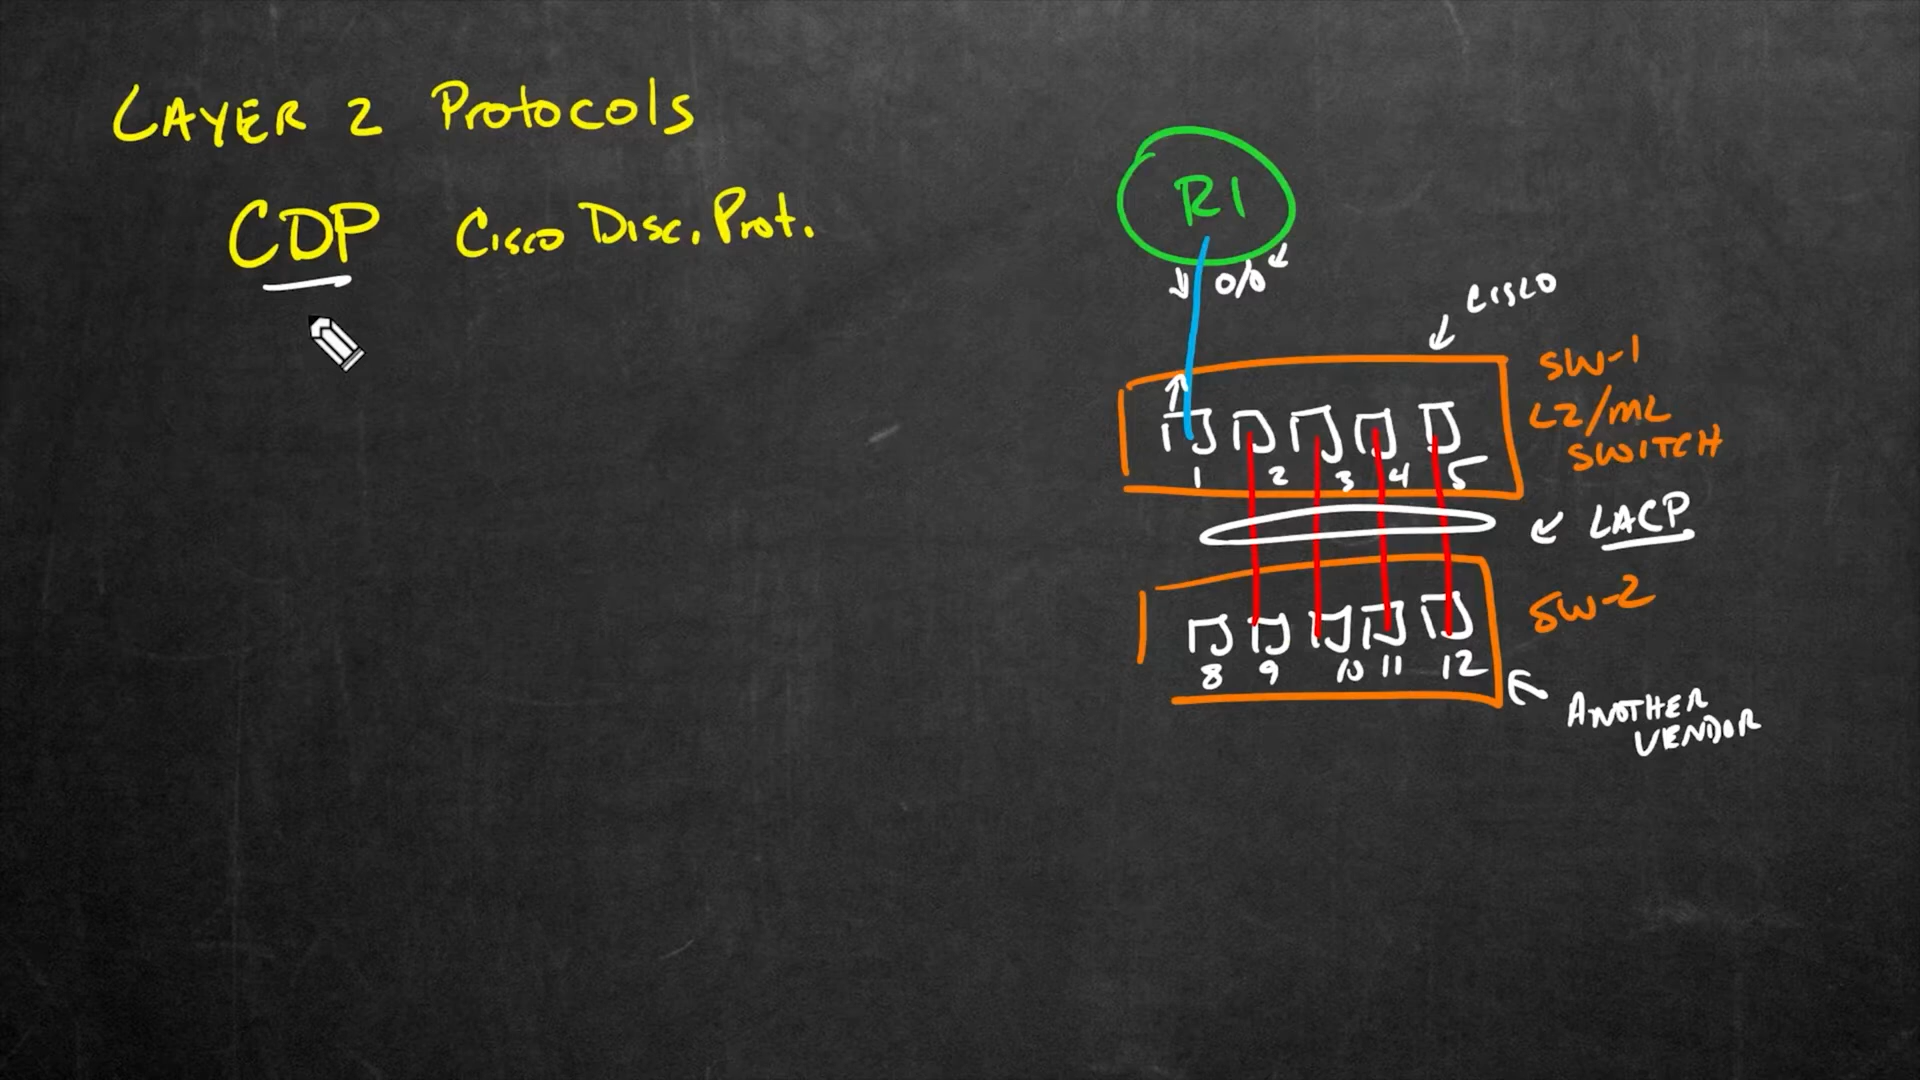 LAYER 2 Protocols
CDP Cisco Disc. Prot.
R1
0/0
CISCO
SW-1
L2/ML
SWITCH
1 2 3 4 5
LACP
SW-2
8 9 10 11 12
ANOTHER
VENDOR